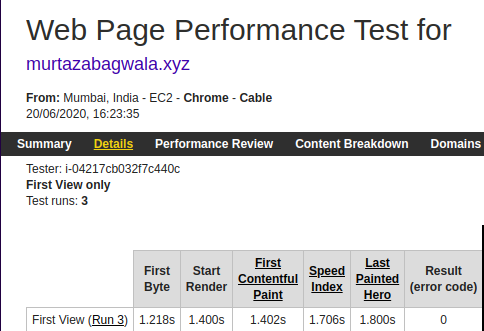 Web Page Performance Test for
murtazabagwala.xyz
From: Mumbai, India - EC2 - Chrome - Cable
20/06/2020, 16:23:35
Summary Details Performance Review Content Breakdown Domains
Tester: i-04217cb032f7c440c
First View only
Test runs: 3
First Byte Start Render First Contentful Paint Speed Index Last Painted Hero Result (error code)
First View (Run 3) 1.218s 1.400s 1.402s 1.706s 1.800s 0